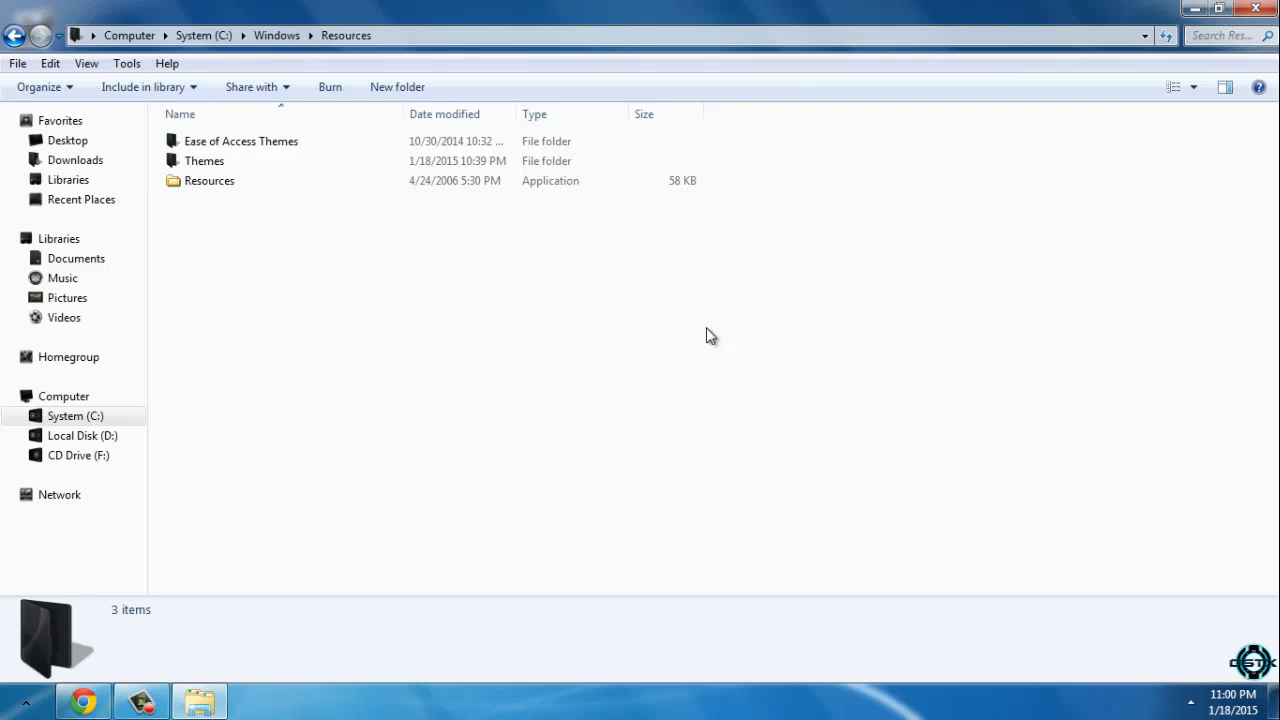 Computer System (C:) Windows Resources
Search Res...
File Edit View Tools Help
Organize Include in library Share with Burn New folder
Name Date modified Type Size
Favorites
Desktop
Downloads
Libraries
Recent Places
Libraries
Documents
Music
Pictures
Videos
Homegroup
Computer
System (C:)
Local Disk (D:)
CD Drive (F:)
Network
Ease of Access Themes 10/30/2014 10:32 ... File folder
Themes 1/18/2015 10:39 PM File folder
Resources 4/24/2006 5:30 PM Application 58 KB
3 items
11:00 PM
1/18/2015